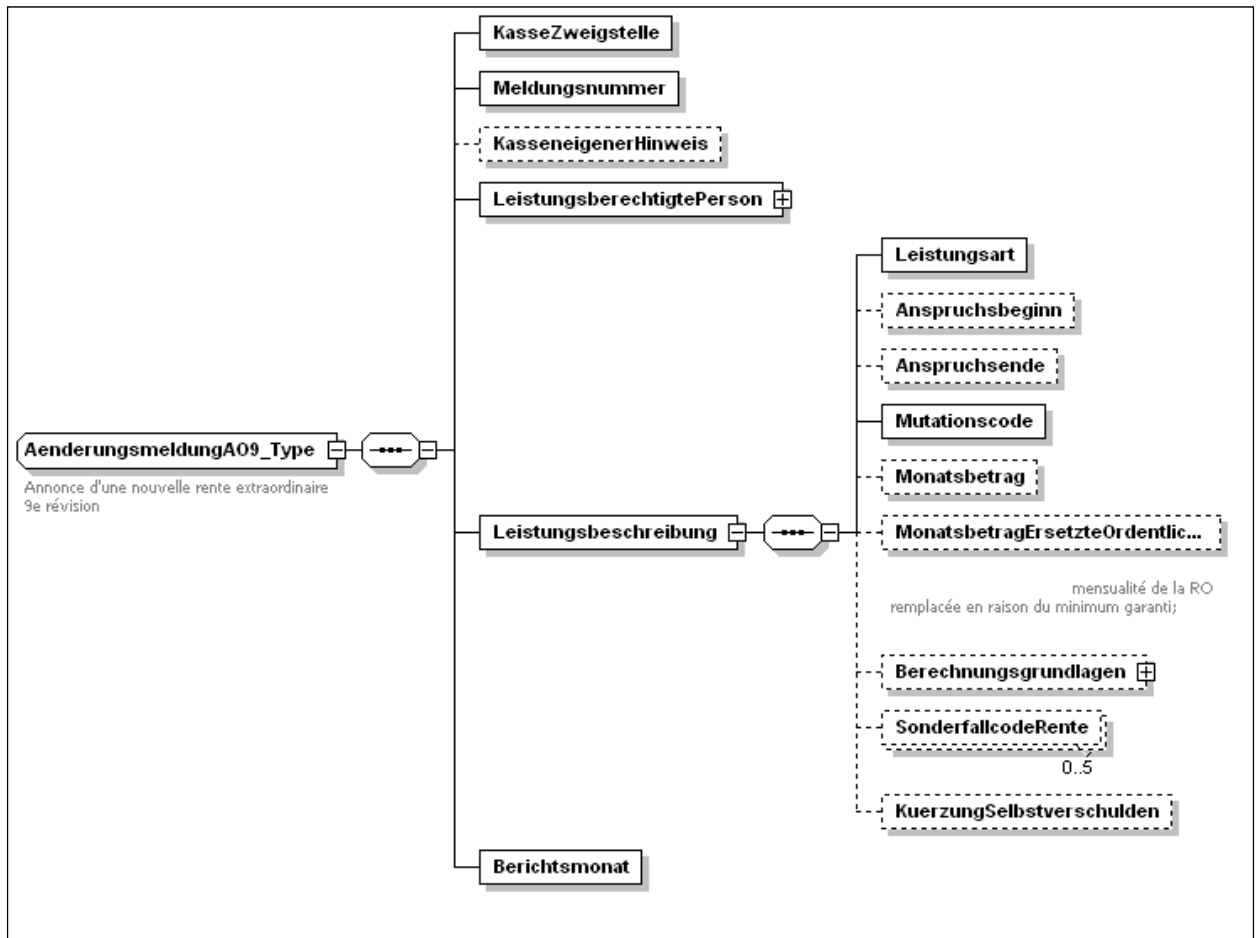 KasseZweigstelle
Meldungsnummer
KasseneigenerHinweis
LeistungsberechtigtePerson
Leistungsart
Anspruchsbeginn
Anspruchsende
Mutationscode
AenderungsmeldungAO9_Type
Annonce d'une nouvelle rente extraordinaire
9e révision
Monatsbetrag
Leistungsbeschreibung
MonatsbetragErsetzteOrdentlic...
mensualité de la RO
remplacée en raison du minimum garanti;
Berechnungsgrundlagen
SonderfallcodeRente
0..5
KuerzungSelbstverschulden
Berichtsmonat